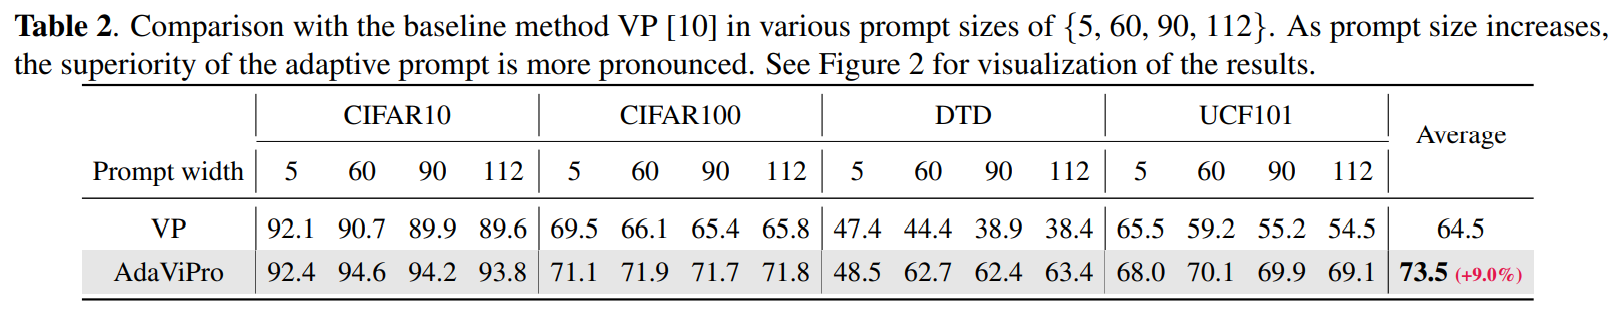 Table 2. Comparison with the baseline method VP [10] in various prompt sizes of {5, 60, 90, 112}. As prompt size increases,
the superiority of the adaptive prompt is more pronounced. See Figure 2 for visualization of the results.
CIFAR10 CIFAR100 DTD UCF101 Average
Prompt width 5 60 90 112 5 60 90 112 5 60 90 112 5 60 90 112
VP 92.1 90.7 89.9 89.6 69.5 66.1 65.4 65.8 47.4 44.4 38.9 38.4 65.5 59.2 55.2 54.5 64.5
AdaViPro 92.4 94.6 94.2 93.8 71.1 71.9 71.7 71.8 48.5 62.7 62.4 63.4 68.0 70.1 69.9 69.1 73.5 (+9.0%)